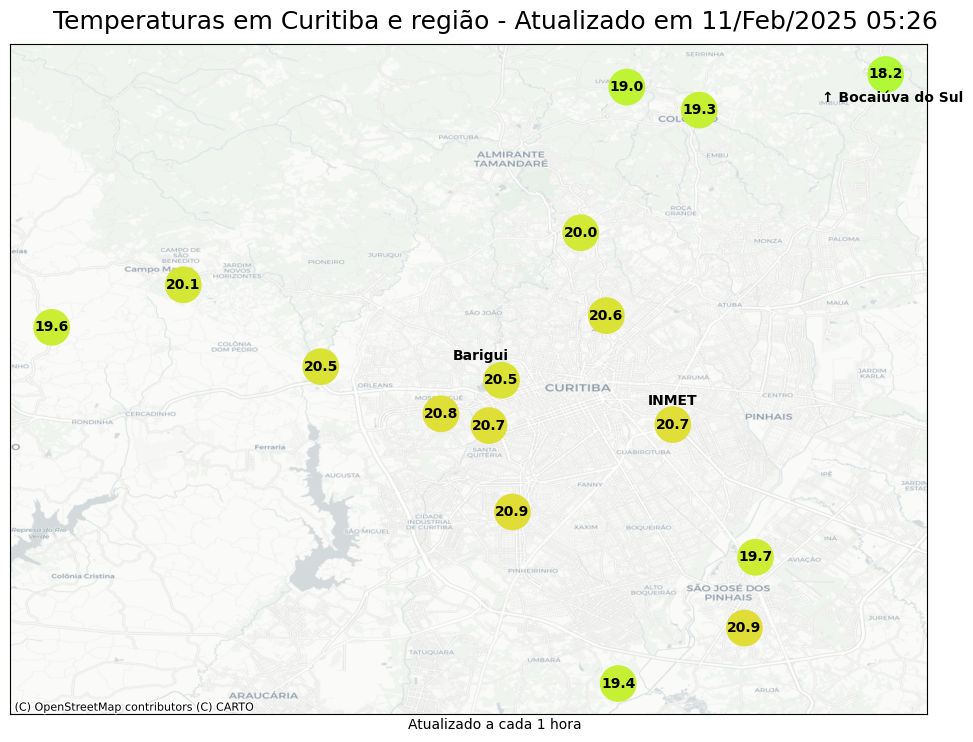 Temperaturas em Curitiba e região - Atualizado em 11/Feb/2025 05:26
SERRINHA
18.2
19.0
↑ Bocaiúva do Sul
19.3
PACOTUBA
ALMIRANTE
TAMANDARÉ
EMBU
ROÇA
GRANDE
20.0
MONZA
PALOMA
CAMPO DE
SÃO
BENEDITO
JARDIM
NOVOS
HORIZONTES
PIONEIRO
JURUQUI
20.1
ATUBA
MAUÁ
SÃO JOÃO
20.6
19.6
COLÔNIA
DOM PEDRO
Barigui
20.5
20.5
ORLEANS
CURITIBA
TARUMÃ
JARDIM
KARLA
CENTRO
INMET
CERCADINHO
RONDINHA
20.8
20.7
20.7
PINHAIS
Ferraria
SANTA
QUITÉRIA
GUABIROTUBA
AUGUSTA
IPÊ
FANNY
JARDIM
20.9
CIDADE
INDUSTRIAL
DE CURITIBA
SÃO MIGUEL
XAXIM
BOQUEIRÃO
Represa do Rio
Verde
INÁ
19.7
AVIAÇÃO
Colônia Cristina
PINHEIRINHO
ALTO
BOQUEIRÃO
SÃO JOSÉ DOS
PINHAIS
JUREMA
20.9
TATUQUARA
UMBARÁ
19.4
ARUJÁ
ARAUCÁRIA
(C) OpenStreetMap contributors (C) CARTO
Atualizado a cada 1 hora